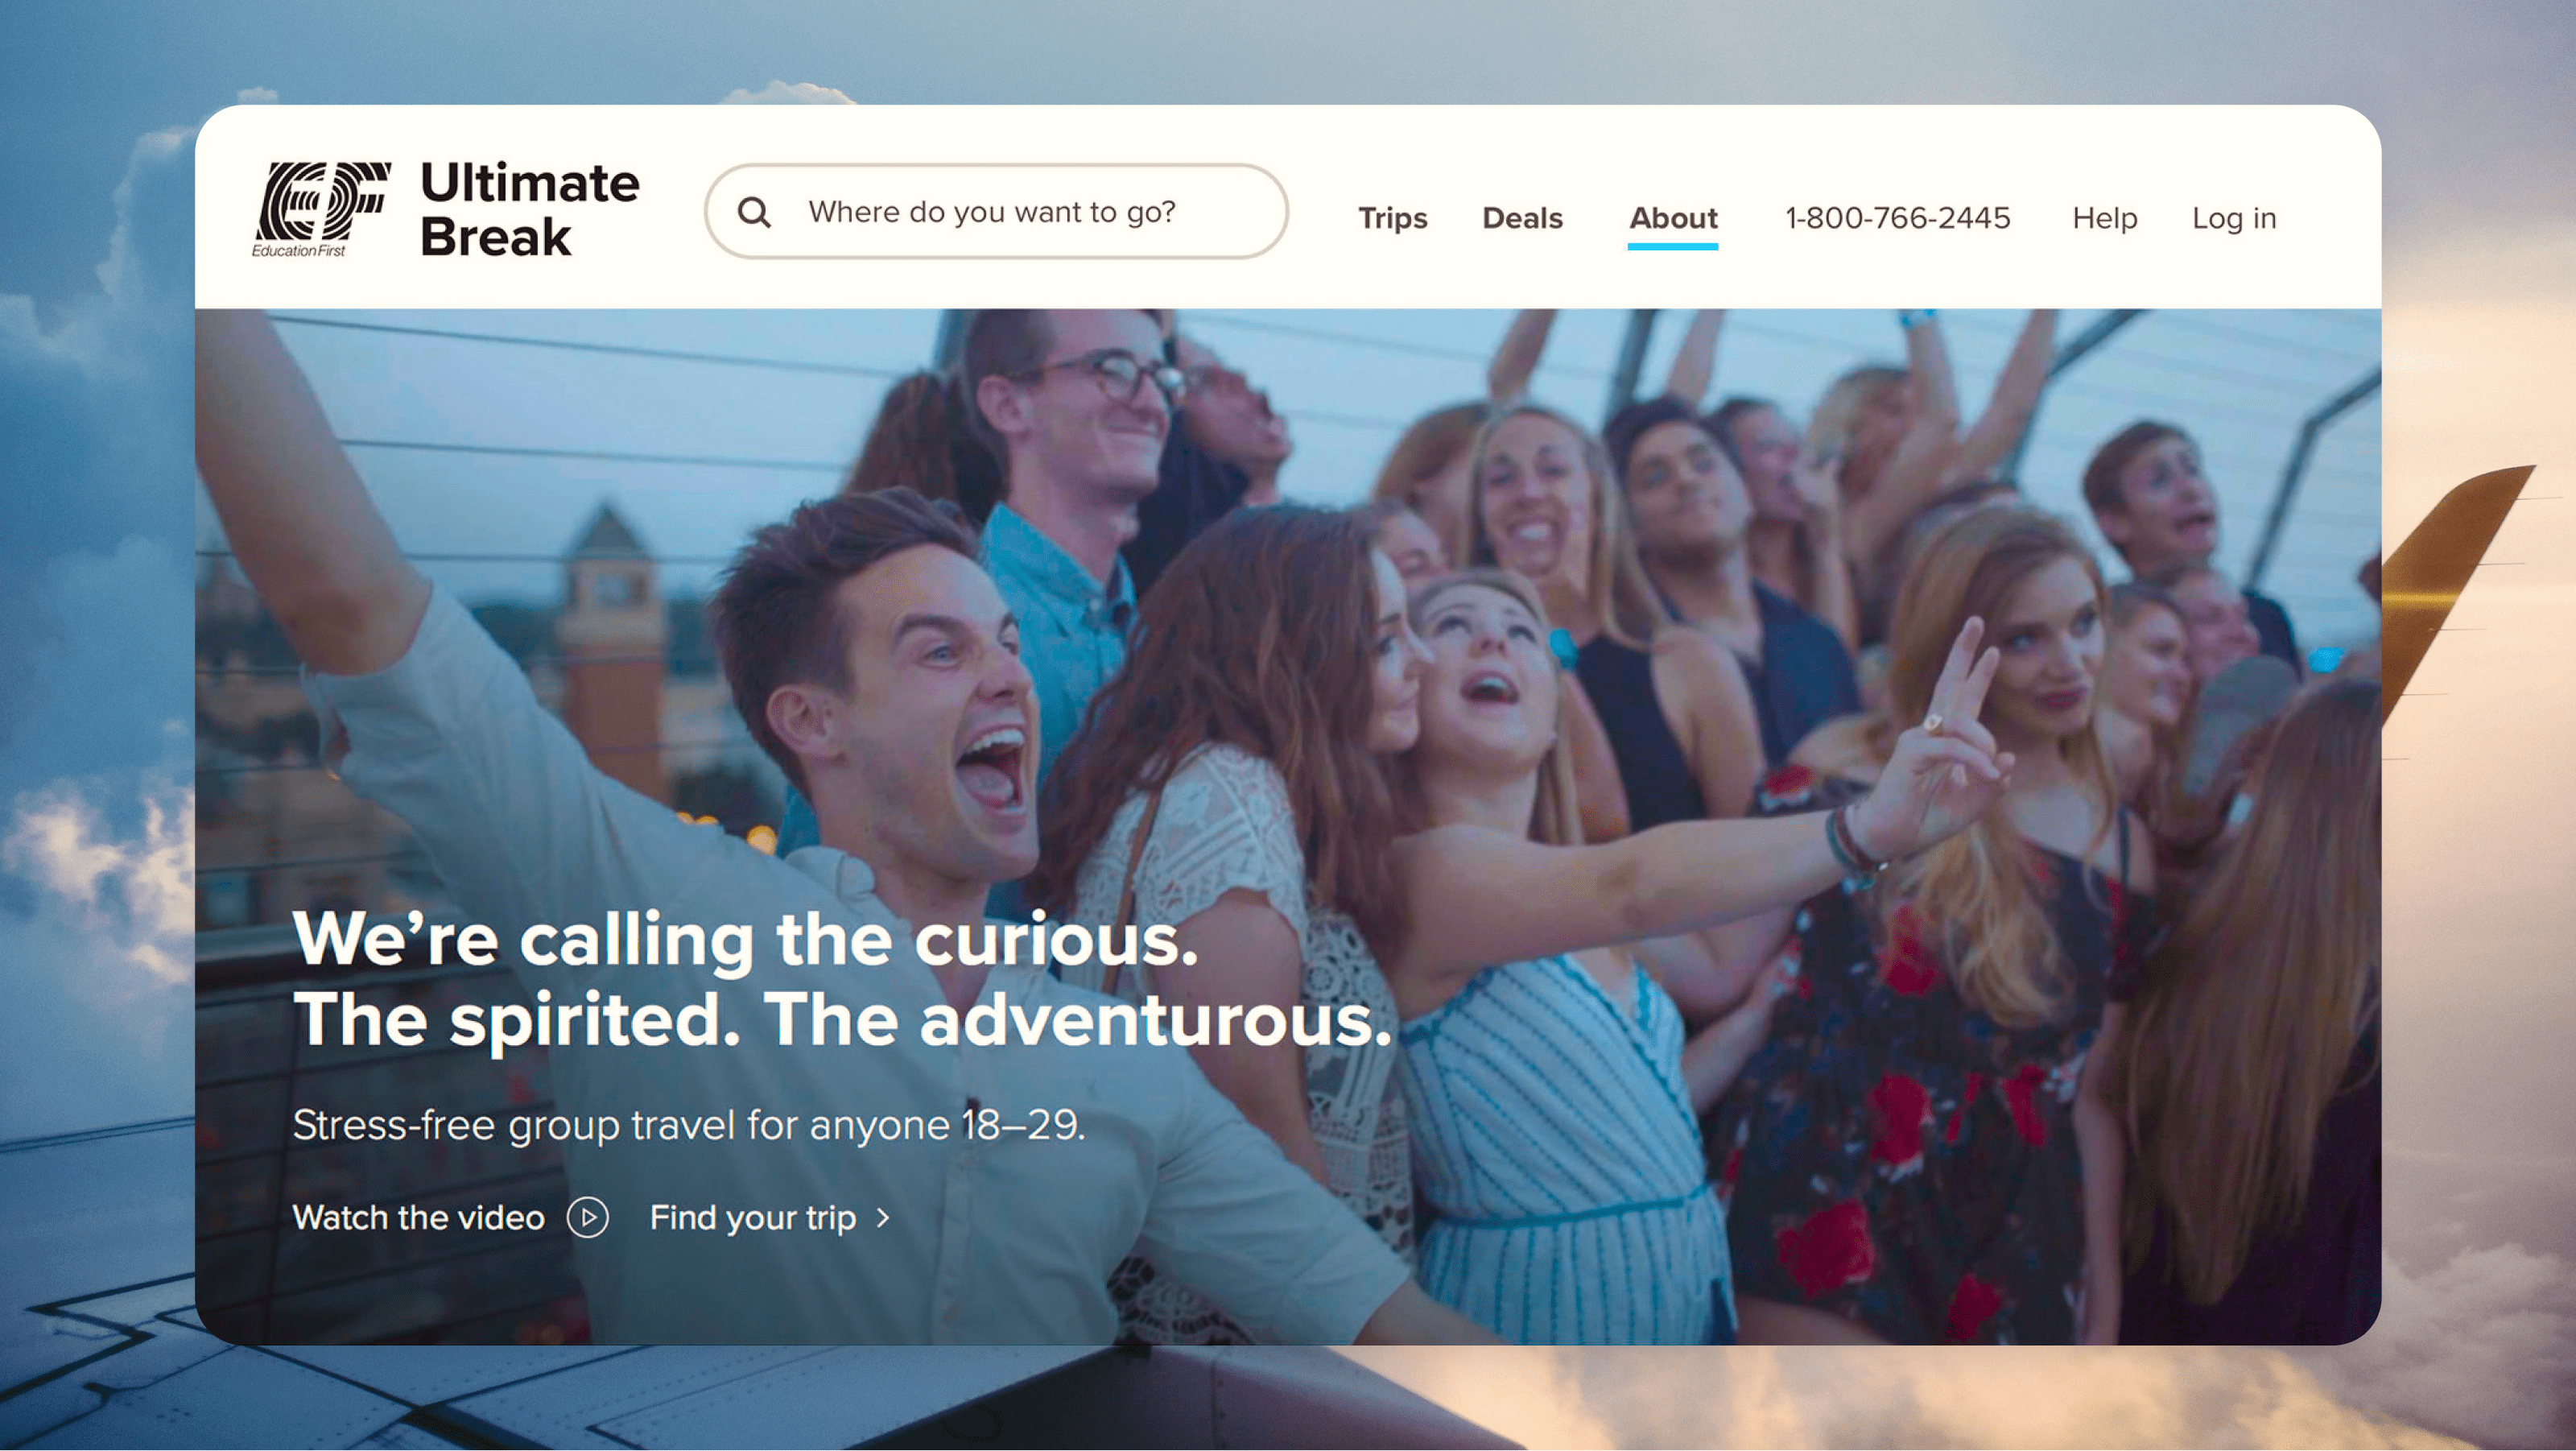 EF
Education First
Ultimate
Break
Where do you want to go?
Trips
Deals
About
1-800-766-2445
Help
Log in
We’re calling the curious.
The spirited. The adventurous.
Stress-free group travel for anyone 18–29.
Watch the video
Find your trip